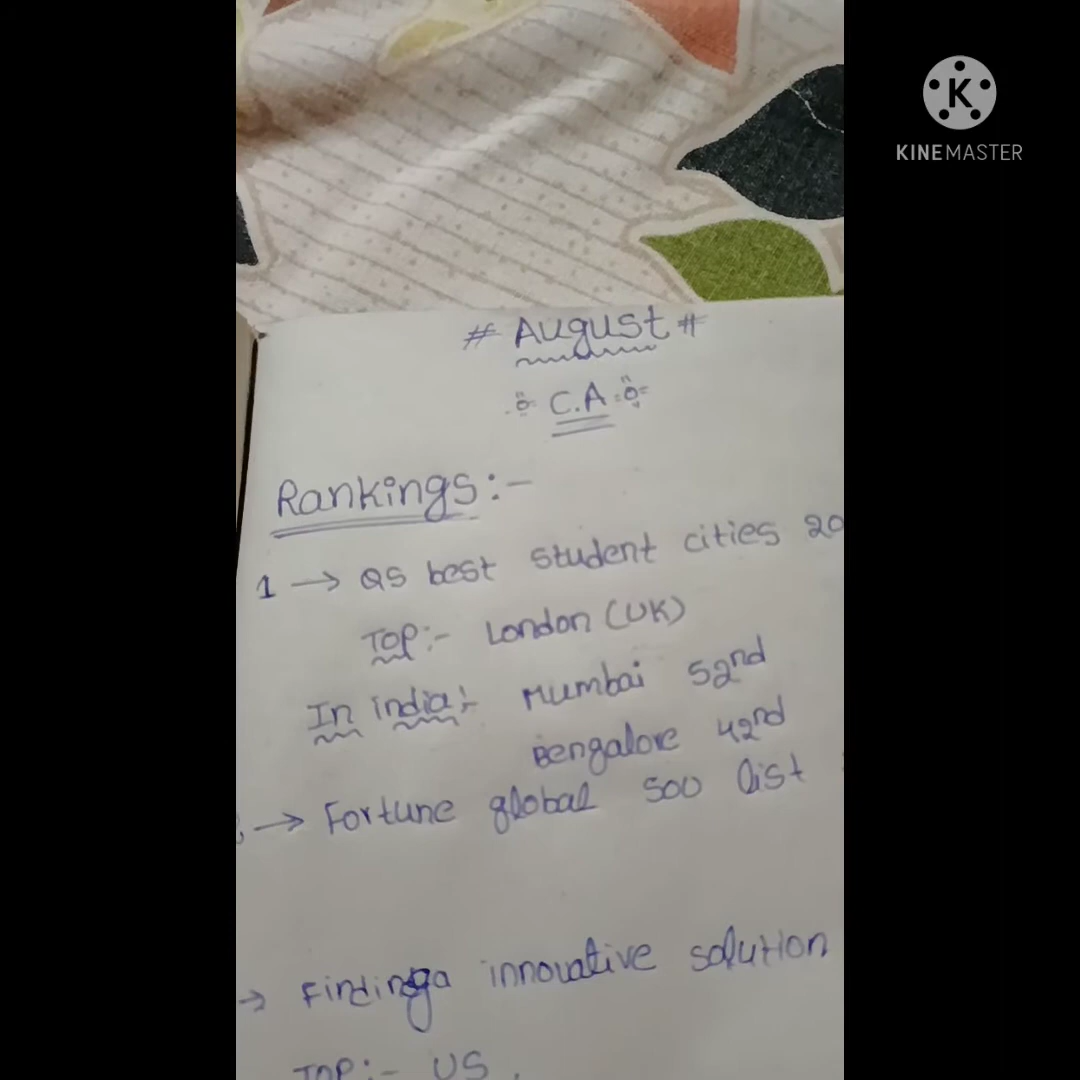 K
KINEMASTER
# August #
C.A
Rankings:-
1 → QS best student cities 20
Top:- London (UK)
In india:- Mumbai 52nd
Bengalore 42nd
→ Fortune global 500 list
→ Findinga innovative solution
Top:- US.